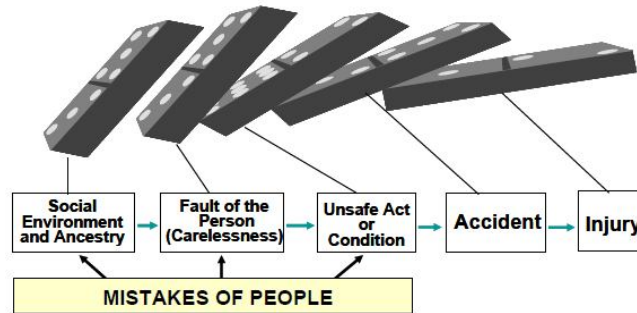 Social
Environment
and Ancestry
Fault of the
Person
(Carelessness)
Unsafe Act
or
Condition
Accident
Injury
MISTAKES OF PEOPLE